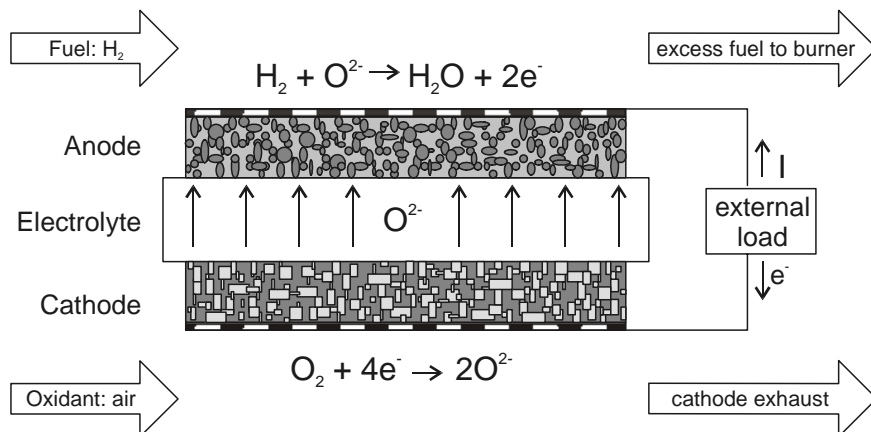 Fuel: H₂
excess fuel to burner
H₂ + O²⁻ → H₂O + 2e⁻
Anode
I
Electrolyte
O²⁻
external
load
e⁻
Cathode
O₂ + 4e⁻ → 2O²⁻
Oxidant: air
cathode exhaust